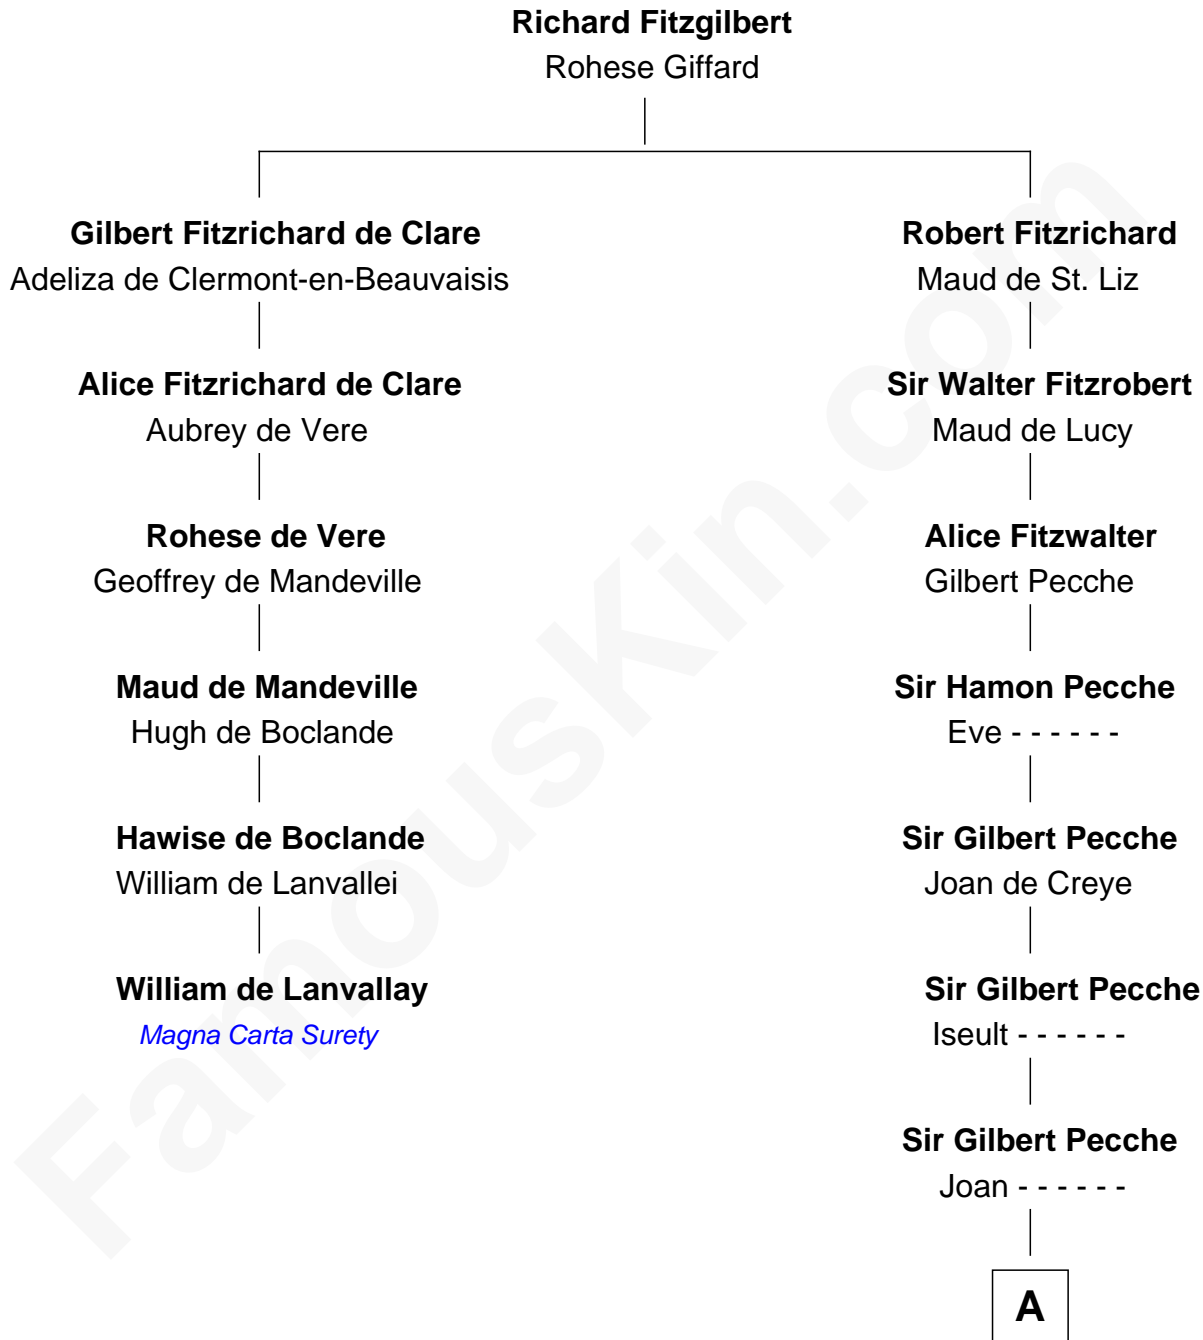 Richard Fitzgilbert
Rohese Giffard
Gilbert Fitzrichard de Clare
Adeliza de Clermont-en-Beauvaisis
Alice Fitzrichard de Clare
Aubrey de Vere
Rohese de Vere
Geoffrey de Mandeville
Maud de Mandeville
Hugh de Boclande
Hawise de Boclande
William de Lanvallei
William de Lanvallay
Magna Carta Surety
Robert Fitzrichard
Maud de St. Liz
Sir Walter Fitzrobert
Maud de Lucy
Alice Fitzwalter
Gilbert Pecche
Sir Hamon Pecche
Eve - - - - - -
Sir Gilbert Pecche
Joan de Creye
Sir Gilbert Pecche
Iseult - - - - - -
Sir Gilbert Pecche
Joan - - - - - -
A
FamousKin.com